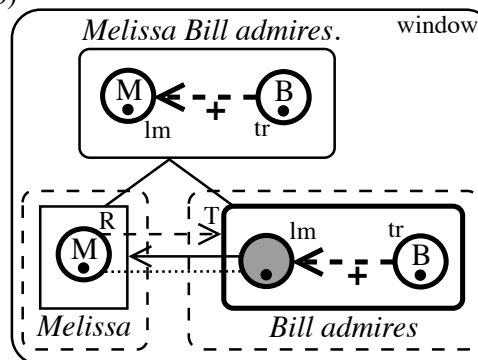 )
Melissa Bill admires.
window
M B
+
lm tr
R T
lm tr
M B
+
Melissa Bill admires